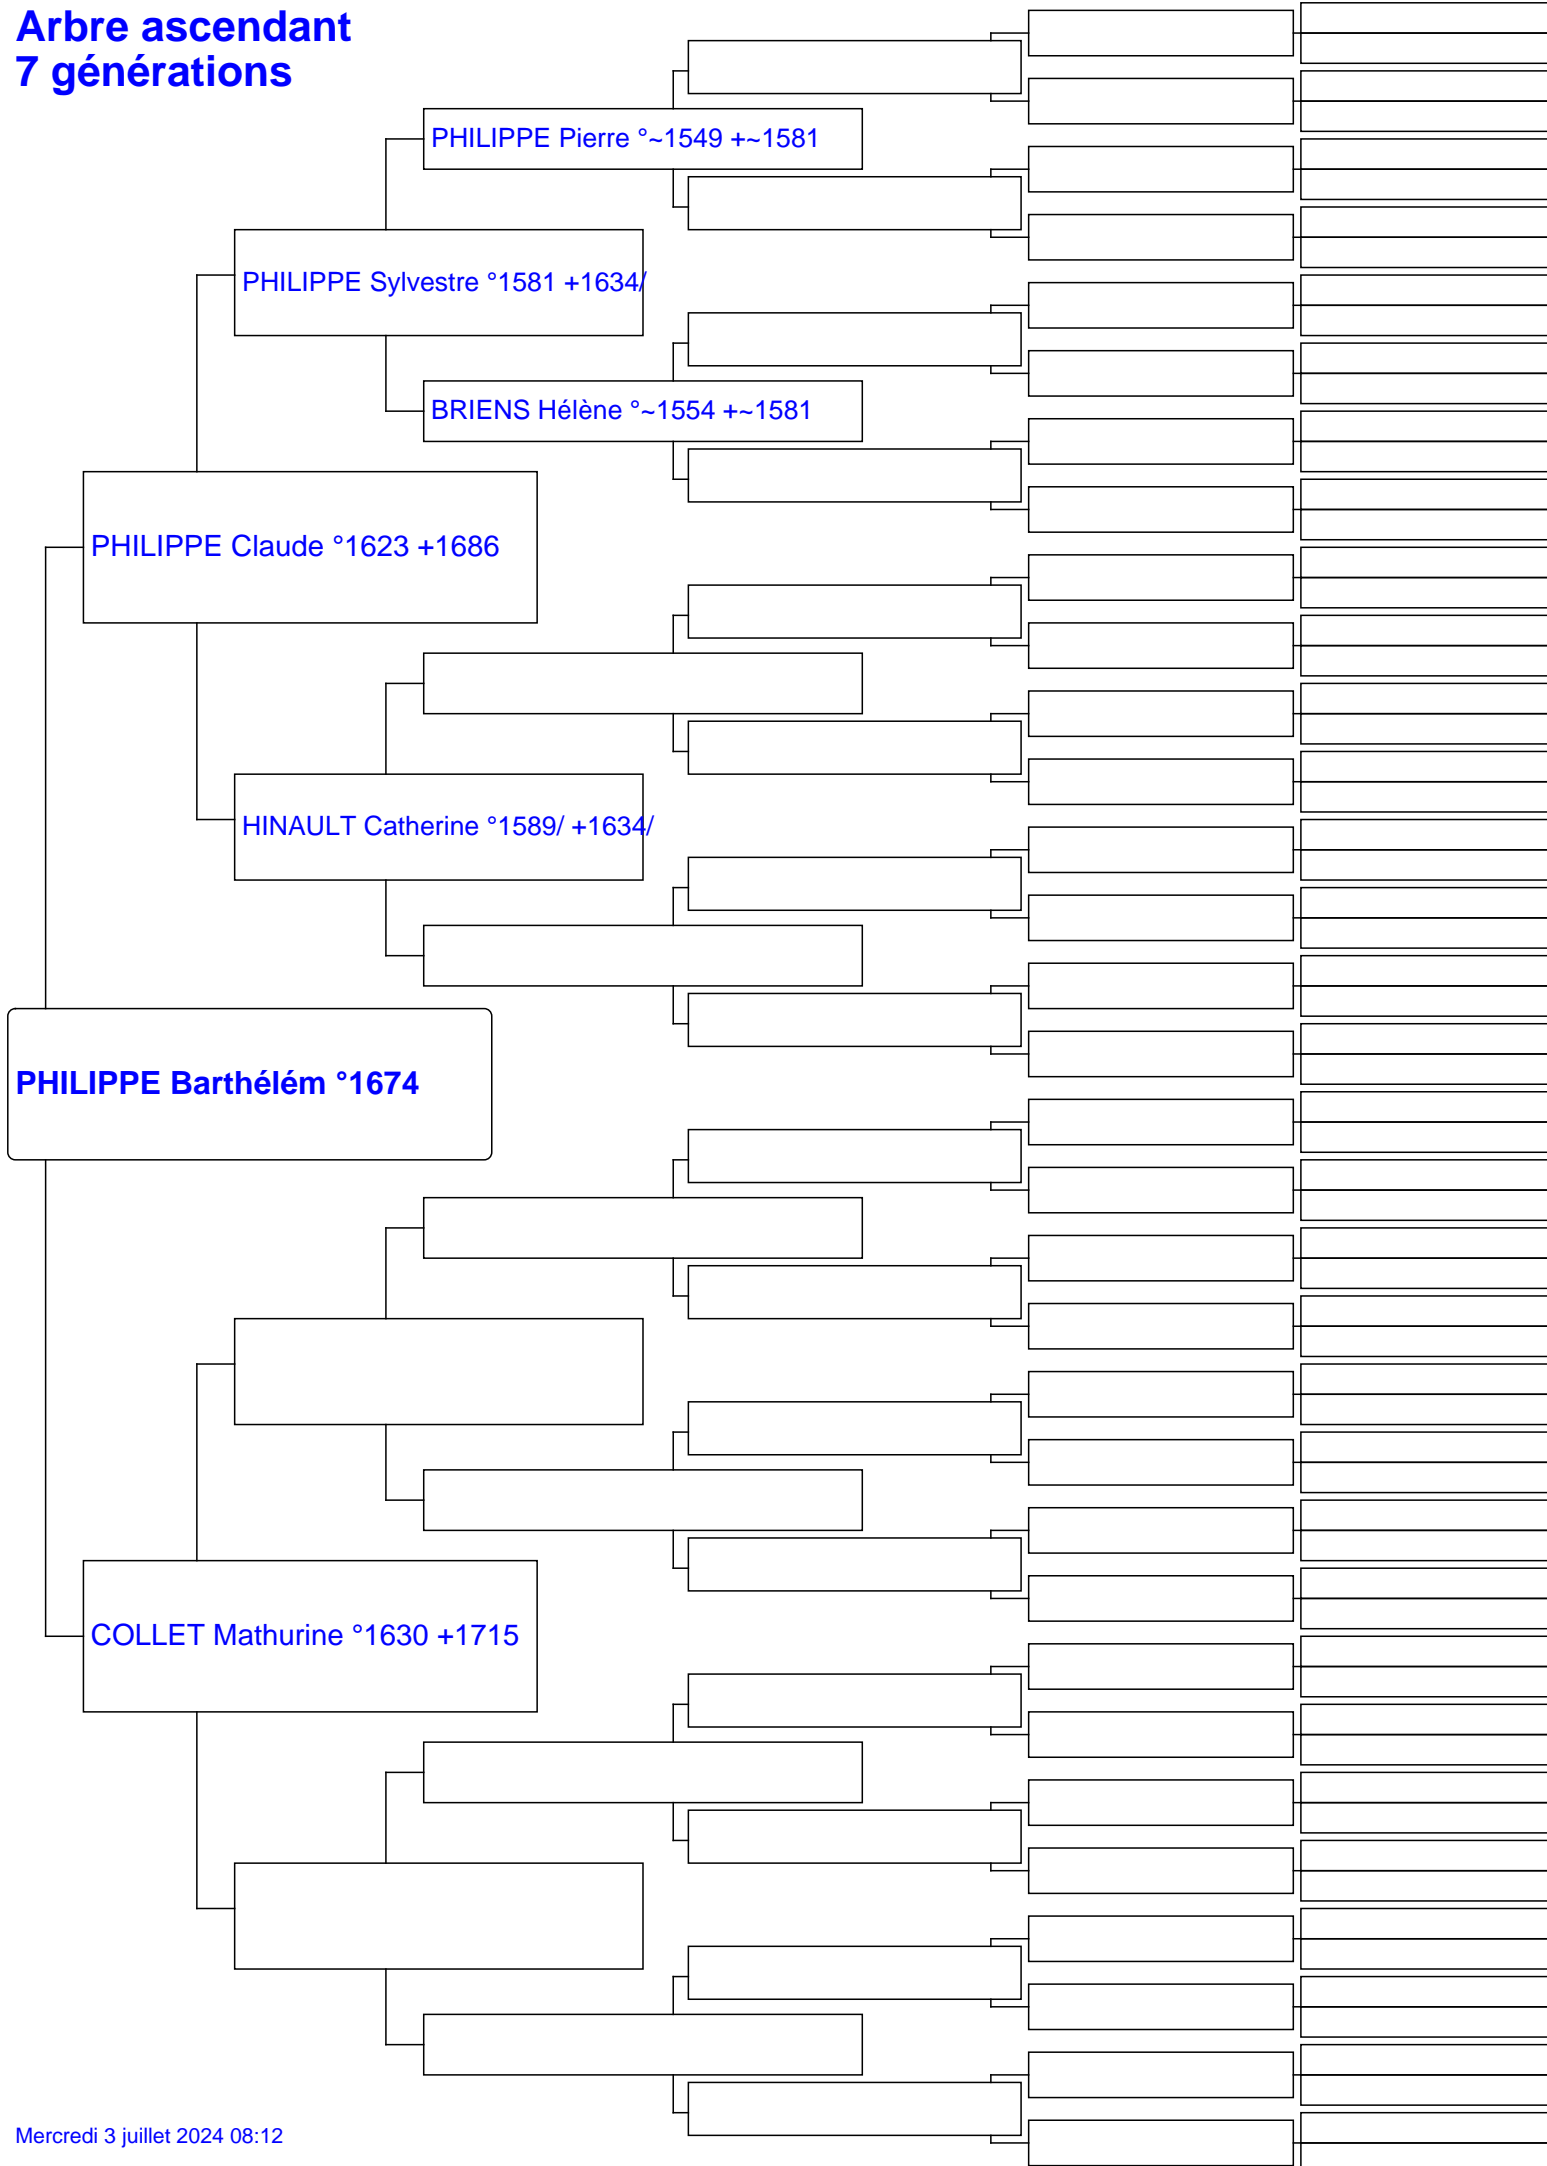 Arbre ascendant
7 générations
PHILIPPE Pierre °~1549 +~1581
PHILIPPE Sylvestre °1581 +1634/
BRIENS Hélène °~1554 +~1581
PHILIPPE Claude °1623 +1686
HINAULT Catherine °1589/ +1634/
PHILIPPE Barthélém °1674
COLLET Mathurine °1630 +1715
Mercredi 3 juillet 2024 08:12